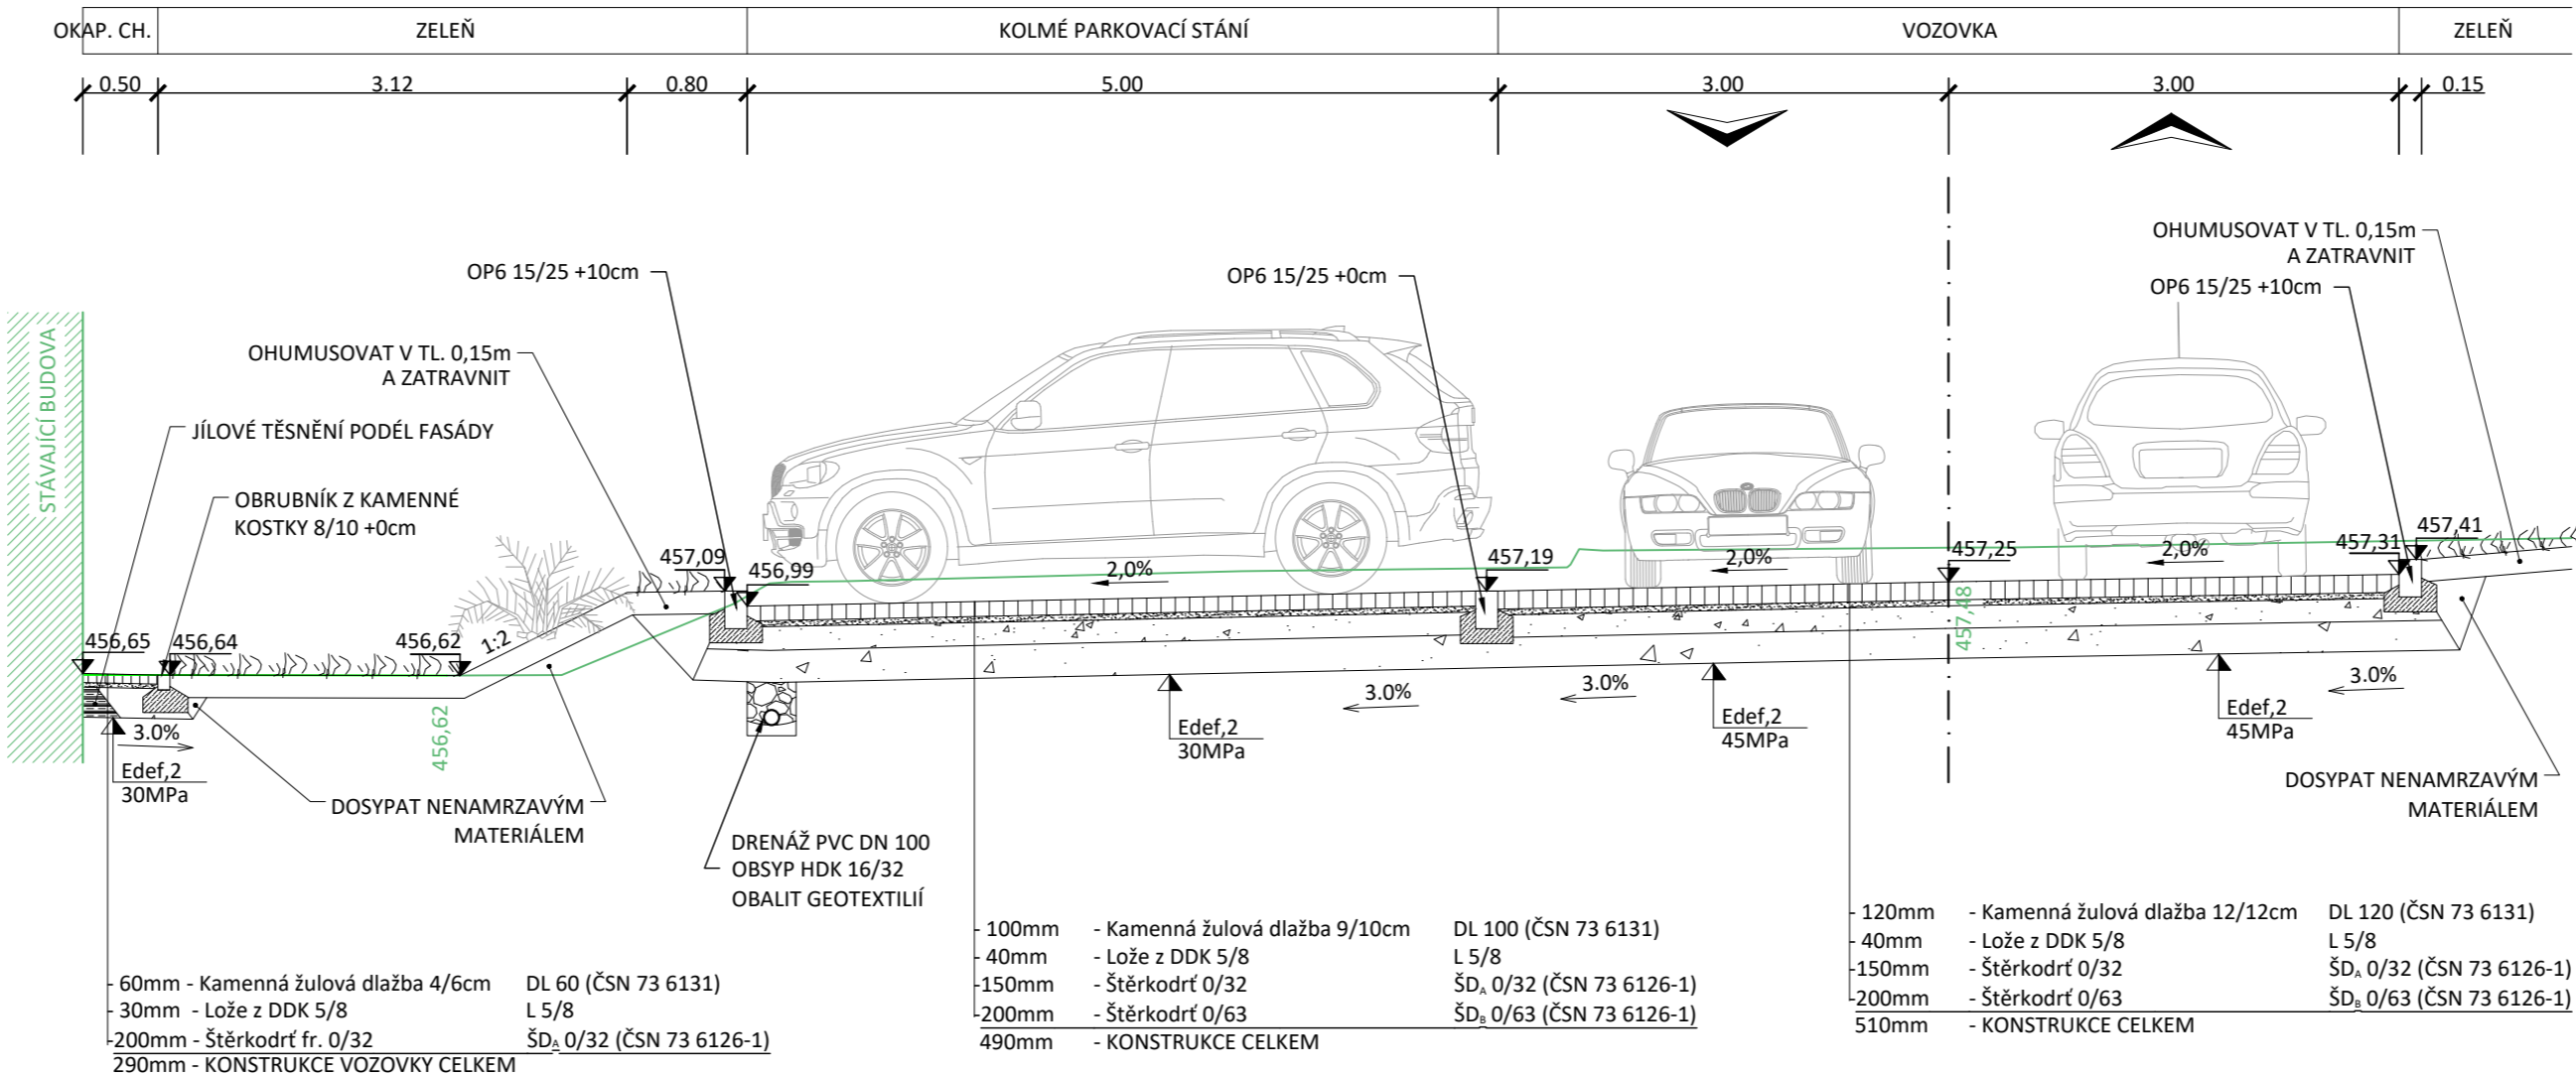 OKAP. CH.
ZELEŇ
KOLMÉ PARKOVACÍ STÁNÍ
VOZOVKA
ZELEŇ
0.50
3.12
0.80
5.00
3.00
3.00
0.15
OHUMUSOVAT V TL. 0,15m
A ZATRAVNIT
OP6 15/25 +10cm
OP6 15/25 +0cm
OP6 15/25 +10cm
STÁVAJÍCÍ BUDOVA
OHUMUSOVAT V TL. 0,15m
A ZATRAVNIT
JÍLOVÉ TĚSNĚNÍ PODÉL FASÁDY
OBRUBNÍK Z KAMENNÉ
KOSTKY 8/10 +0cm
457,09
456,99
2,0%
457,19
2,0%
457,25
2,0%
457,31
457,41
456,65
456,64
456,62
1:2
457,48
456,62
3.0%
3.0%
3.0%
3.0%
Edef,2
30MPa
Edef,2
30MPa
Edef,2
45MPa
Edef,2
45MPa
DOSYPAT NENAMRZAVÝM
MATERIÁLEM
DOSYPAT NENAMRZAVÝM
MATERIÁLEM
DRENÁŽ PVC DN 100
OBSYP HDK 16/32
OBALIT GEOTEXTILIÍ
- 60mm - Kamenná žulová dlažba 4/6cm DL 60 (ČSN 73 6131)
- 30mm - Lože z DDK 5/8 L 5/8
-200mm - Štěrkodrť fr. 0/32 ŠDA 0/32 (ČSN 73 6126-1)
290mm - KONSTRUKCE VOZOVKY CELKEM
- 100mm - Kamenná žulová dlažba 9/10cm DL 100 (ČSN 73 6131)
- 40mm - Lože z DDK 5/8 L 5/8
-150mm - Štěrkodrť 0/32 ŠDA 0/32 (ČSN 73 6126-1)
-200mm - Štěrkodrť 0/63 ŠDB 0/63 (ČSN 73 6126-1)
490mm - KONSTRUKCE CELKEM
- 120mm - Kamenná žulová dlažba 12/12cm DL 120 (ČSN 73 6131)
- 40mm - Lože z DDK 5/8 L 5/8
-150mm - Štěrkodrť 0/32 ŠDA 0/32 (ČSN 73 6126-1)
-200mm - Štěrkodrť 0/63 ŠDB 0/63 (ČSN 73 6126-1)
510mm - KONSTRUKCE CELKEM